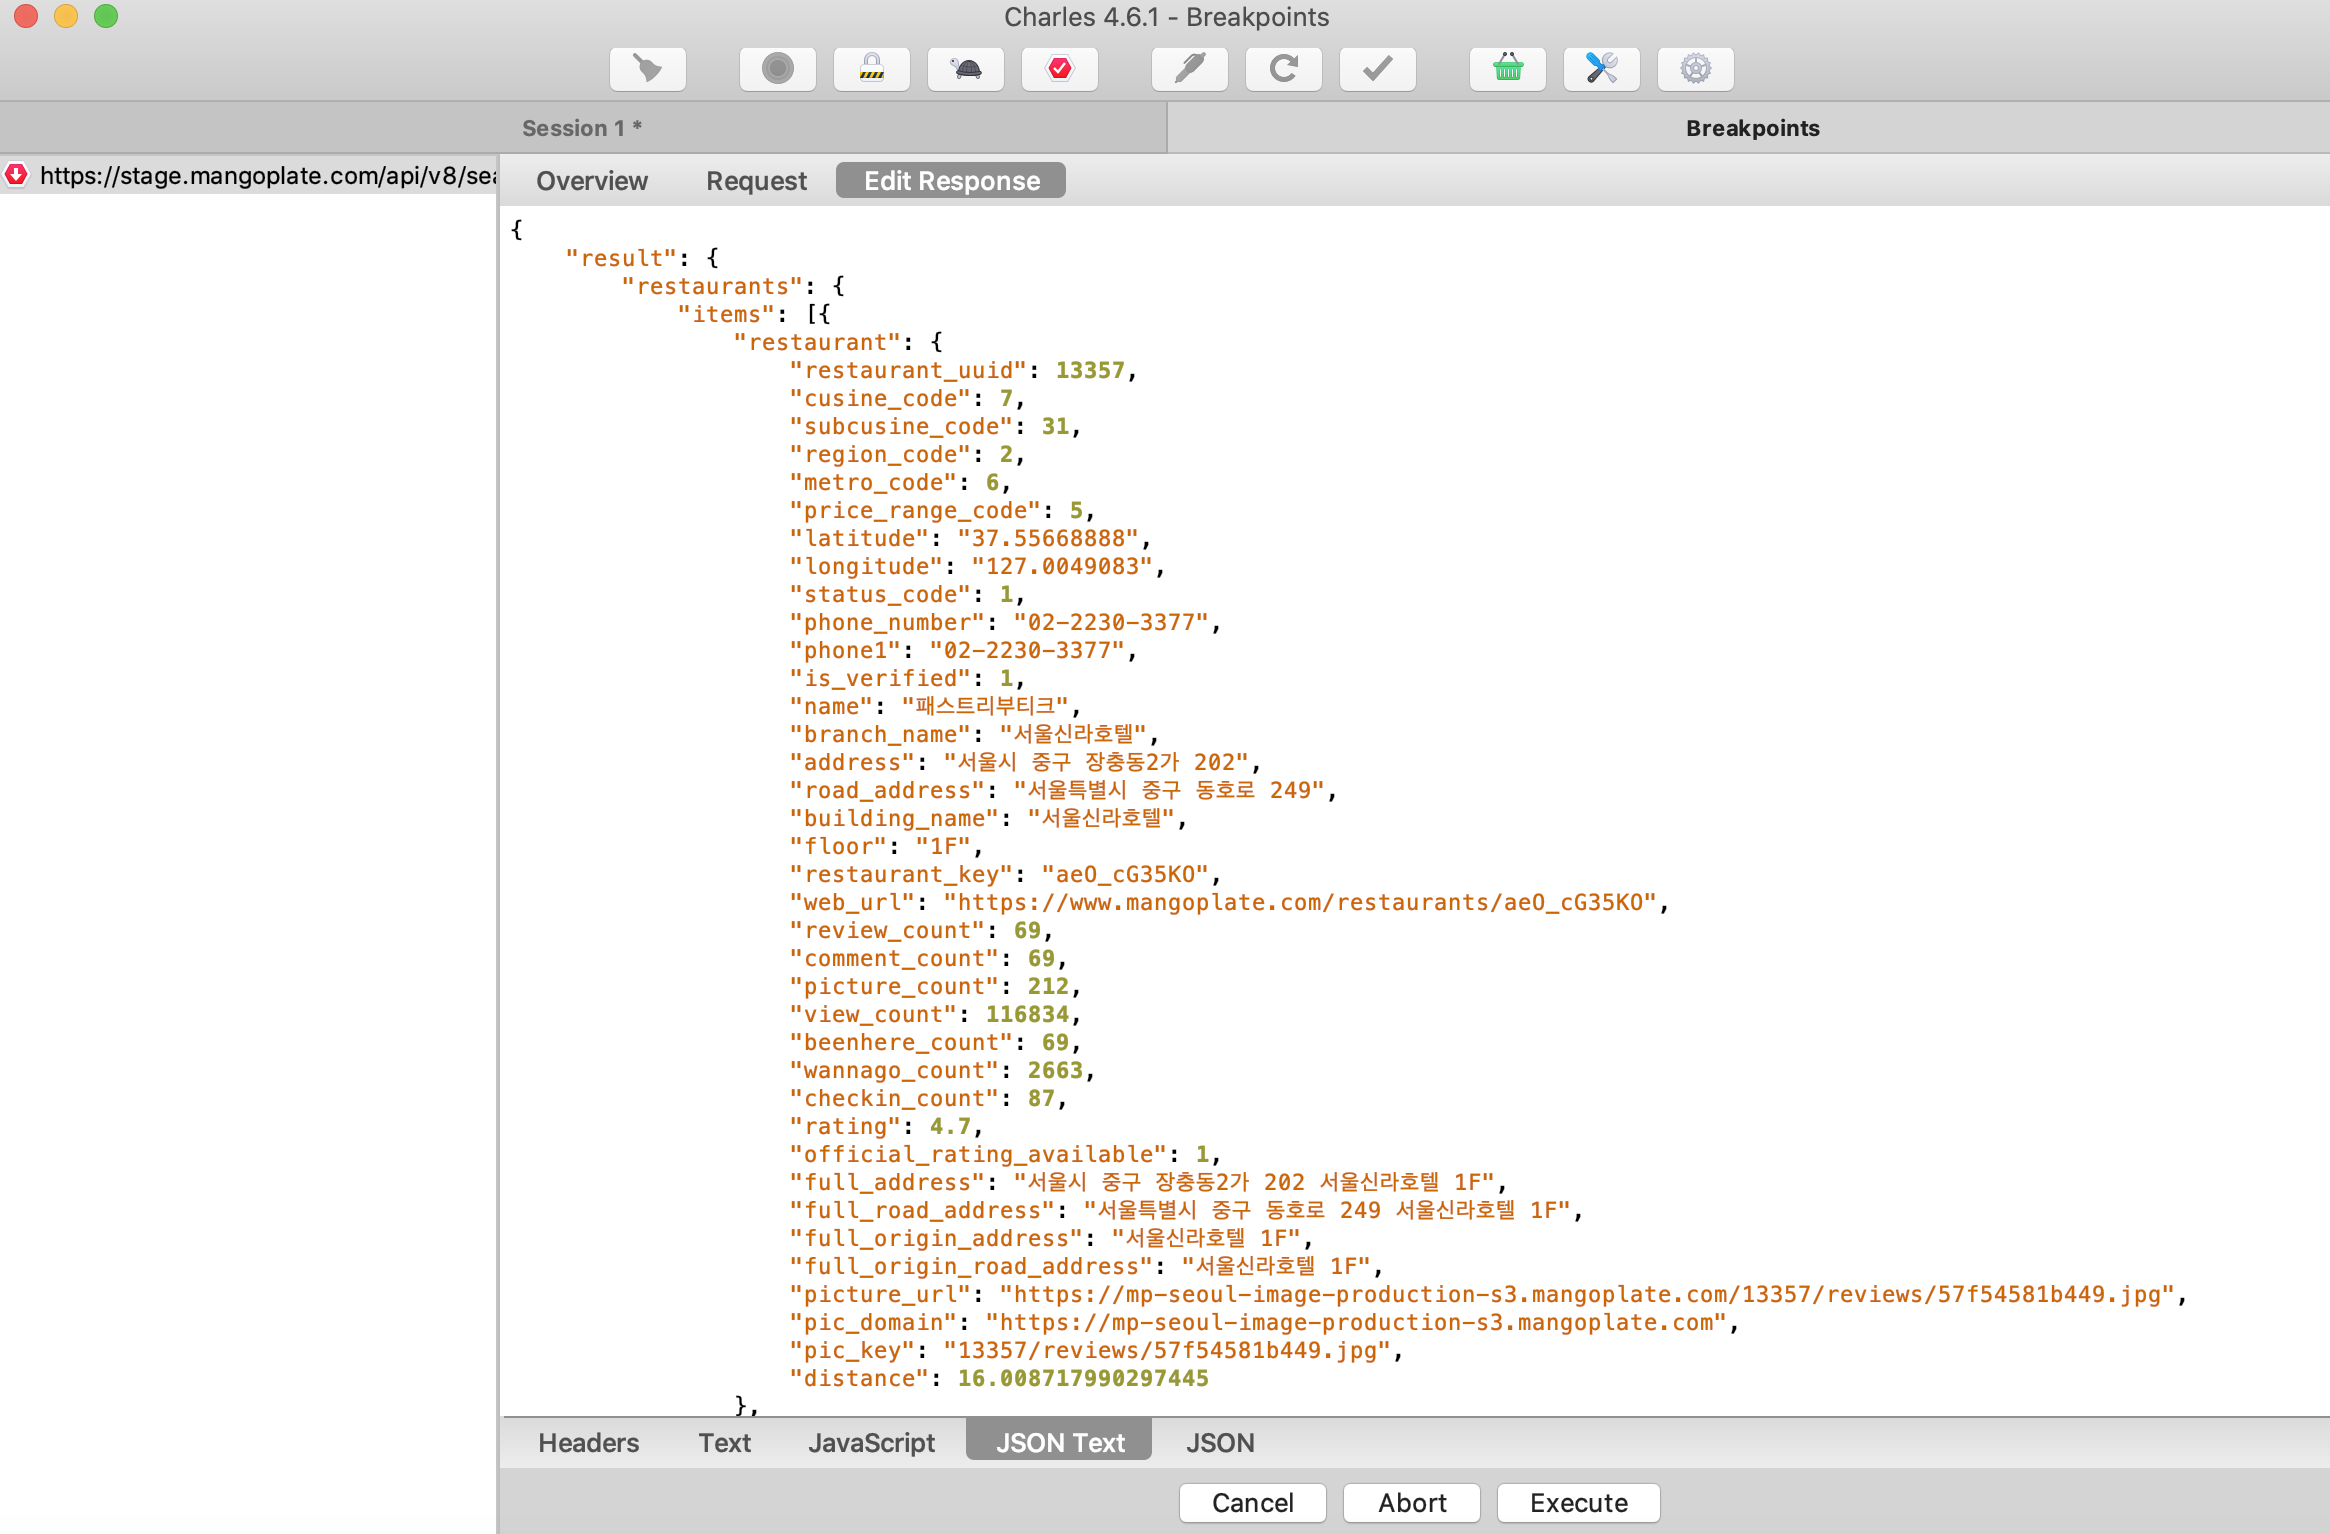 Charles 4.6.1 - Breakpoints
Session 1 *
Breakpoints
https://stage.mangoplate.com/api/v8/sea
Overview Request Edit Response
{
"result": {
"restaurants": {
"items": [{
"restaurant": {
"restaurant_uuid": 13357,
"cusine_code": 7,
"subcusine_code": 31,
"region_code": 2,
"metro_code": 6,
"price_range_code": 5,
"latitude": "37.55668888",
"longitude": "127.0049083",
"status_code": 1,
"phone_number": "02-2230-3377",
"phone1": "02-2230-3377",
"is_verified": 1,
"name": "패스트리부티크",
"branch_name": "서울신라호텔",
"address": "서울시 중구 장충동2가 202",
"road_address": "서울특별시 중구 동호로 249",
"building_name": "서울신라호텔",
"floor": "1F",
"restaurant_key": "aeO_cG35KO",
"web_url": "https://www.mangoplate.com/restaurants/aeO_cG35KO",
"review_count": 69,
"comment_count": 69,
"picture_count": 212,
"view_count": 116834,
"beenhere_count": 69,
"wannago_count": 2663,
"checkin_count": 87,
"rating": 4.7,
"official_rating_available": 1,
"full_address": "서울시 중구 장충동2가 202 서울신라호텔 1F",
"full_road_address": "서울특별시 중구 동호로 249 서울신라호텔 1F",
"full_origin_address": "서울신라호텔 1F",
"full_origin_road_address": "서울신라호텔 1F",
"picture_url": "https://mp-seoul-image-production-s3.mangoplate.com/13357/reviews/57f54581b449.jpg",
"pic_domain": "https://mp-seoul-image-production-s3.mangoplate.com",
"pic_key": "13357/reviews/57f54581b449.jpg",
"distance": 16.008717990297445
},
Headers Text JavaScript JSON Text JSON
Cancel Abort Execute